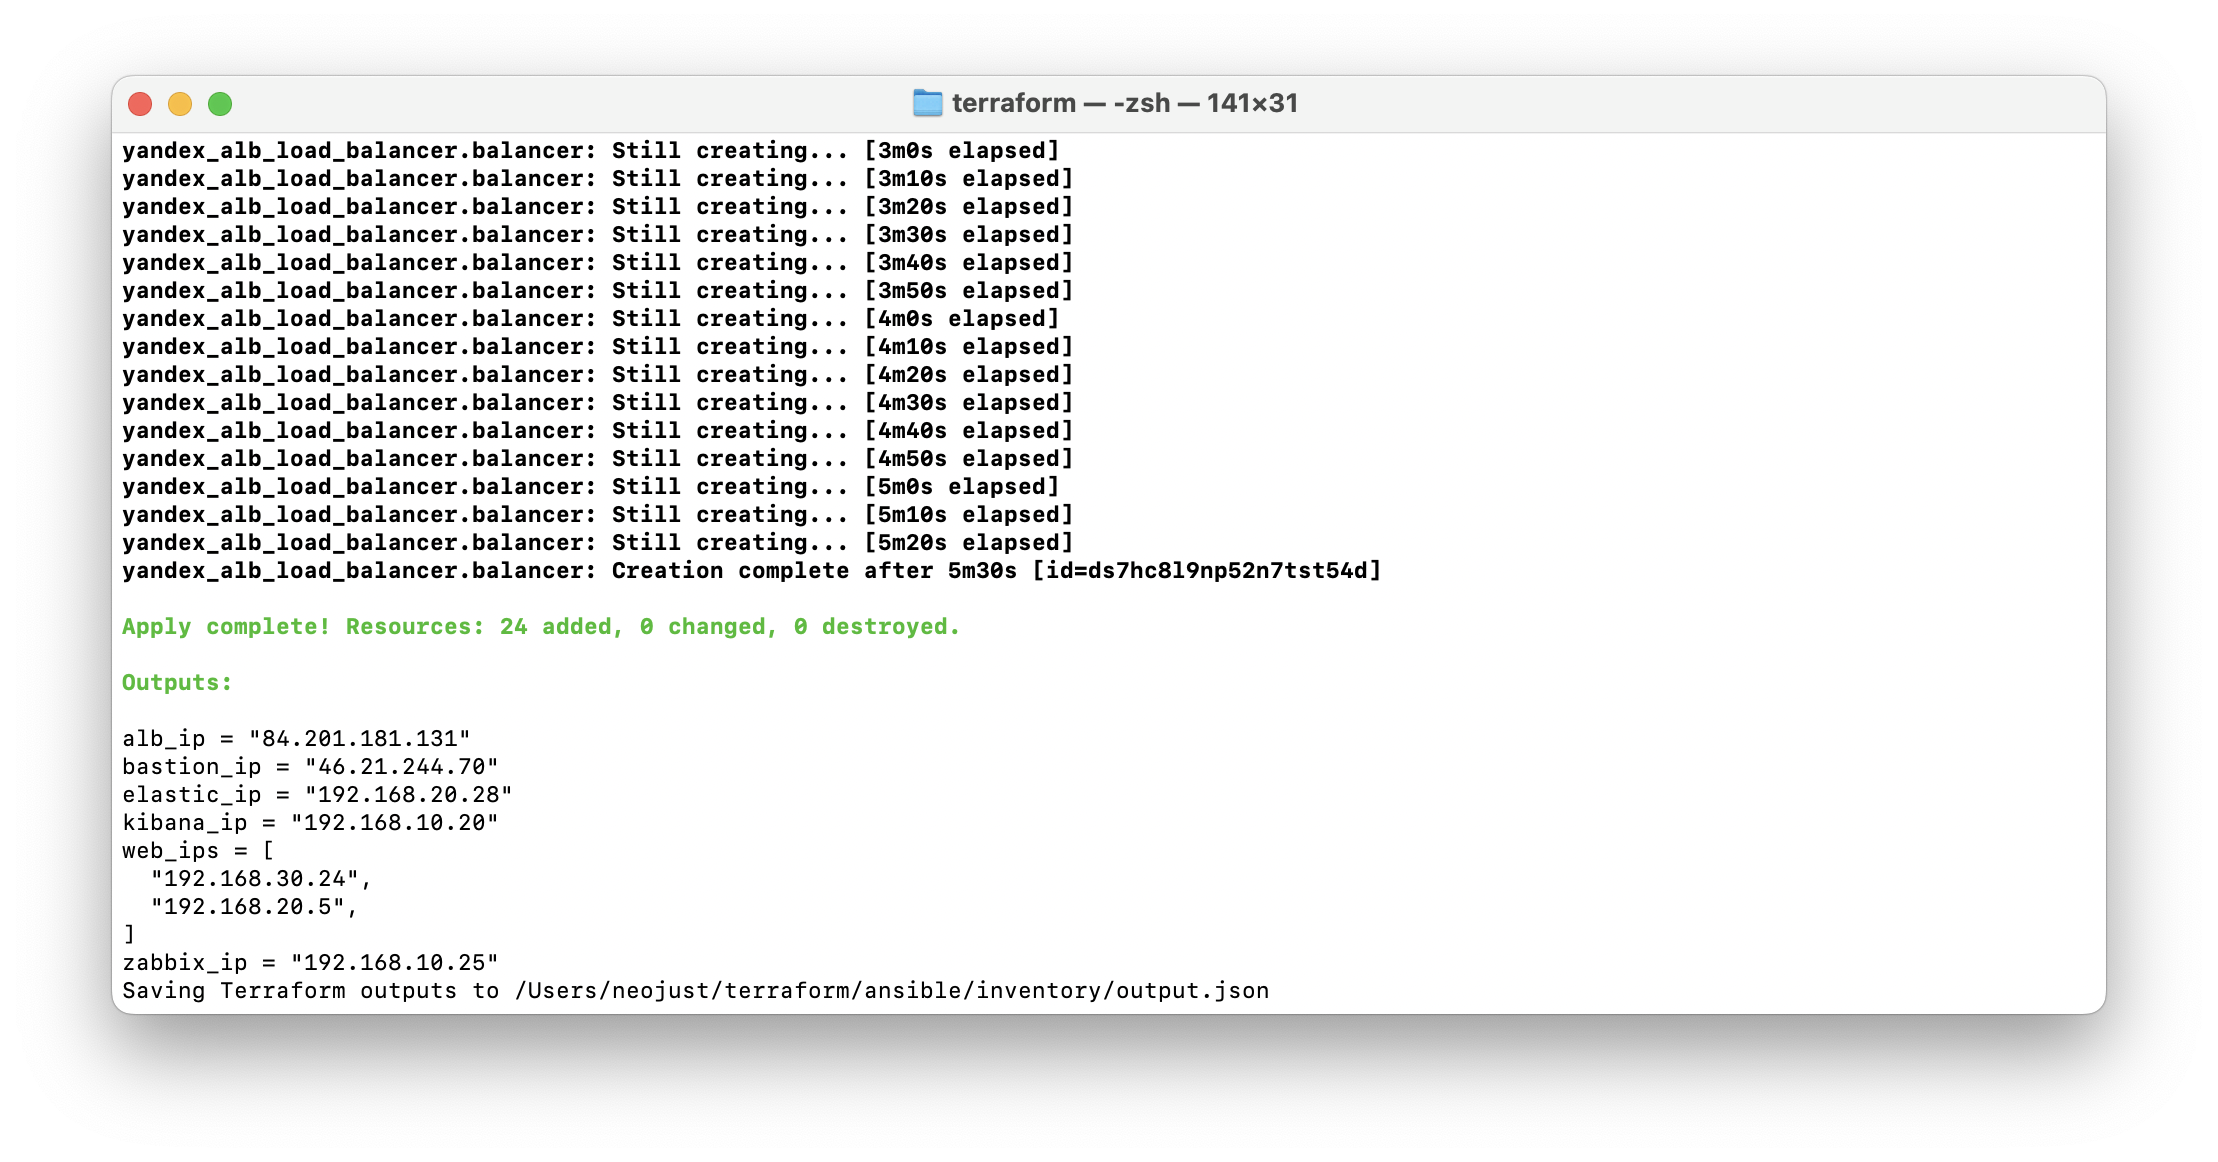 terraform — -zsh — 141×31
yandex_alb_load_balancer.balancer: Still creating... [3m0s elapsed]
yandex_alb_load_balancer.balancer: Still creating... [3m10s elapsed]
yandex_alb_load_balancer.balancer: Still creating... [3m20s elapsed]
yandex_alb_load_balancer.balancer: Still creating... [3m30s elapsed]
yandex_alb_load_balancer.balancer: Still creating... [3m40s elapsed]
yandex_alb_load_balancer.balancer: Still creating... [3m50s elapsed]
yandex_alb_load_balancer.balancer: Still creating... [4m0s elapsed]
yandex_alb_load_balancer.balancer: Still creating... [4m10s elapsed]
yandex_alb_load_balancer.balancer: Still creating... [4m20s elapsed]
yandex_alb_load_balancer.balancer: Still creating... [4m30s elapsed]
yandex_alb_load_balancer.balancer: Still creating... [4m40s elapsed]
yandex_alb_load_balancer.balancer: Still creating... [4m50s elapsed]
yandex_alb_load_balancer.balancer: Still creating... [5m0s elapsed]
yandex_alb_load_balancer.balancer: Still creating... [5m10s elapsed]
yandex_alb_load_balancer.balancer: Still creating... [5m20s elapsed]
yandex_alb_load_balancer.balancer: Creation complete after 5m30s [id=ds7hc8l9np52n7tst54d]
Apply complete! Resources: 24 added, 0 changed, 0 destroyed.
Outputs:
alb_ip = "84.201.181.131"
bastion_ip = "46.21.244.70"
elastic_ip = "192.168.20.28"
kibana_ip = "192.168.10.20"
web_ips = [
  "192.168.30.24",
  "192.168.20.5",
]
zabbix_ip = "192.168.10.25"
Saving Terraform outputs to /Users/neojust/terraform/ansible/inventory/output.json